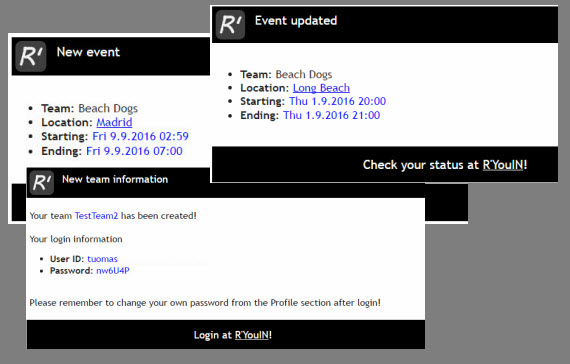 R'
New event
Team: Beach Dogs
Location: Madrid
Starting: Fri 9.9.2016 02:59
Ending: Fri 9.9.2016 07:00
R'
Event updated
Team: Beach Dogs
Location: Long Beach
Starting: Thu 1.9.2016 20:00
Ending: Thu 1.9.2016 21:00
Check your status at R'YouIN!
R'
New team information
Your team TestTeam2 has been created!
Your login information
User ID: tuomas
Password: nw6U4P
Please remember to change your own password from the Profile section after login!
Login at R'YouIN!